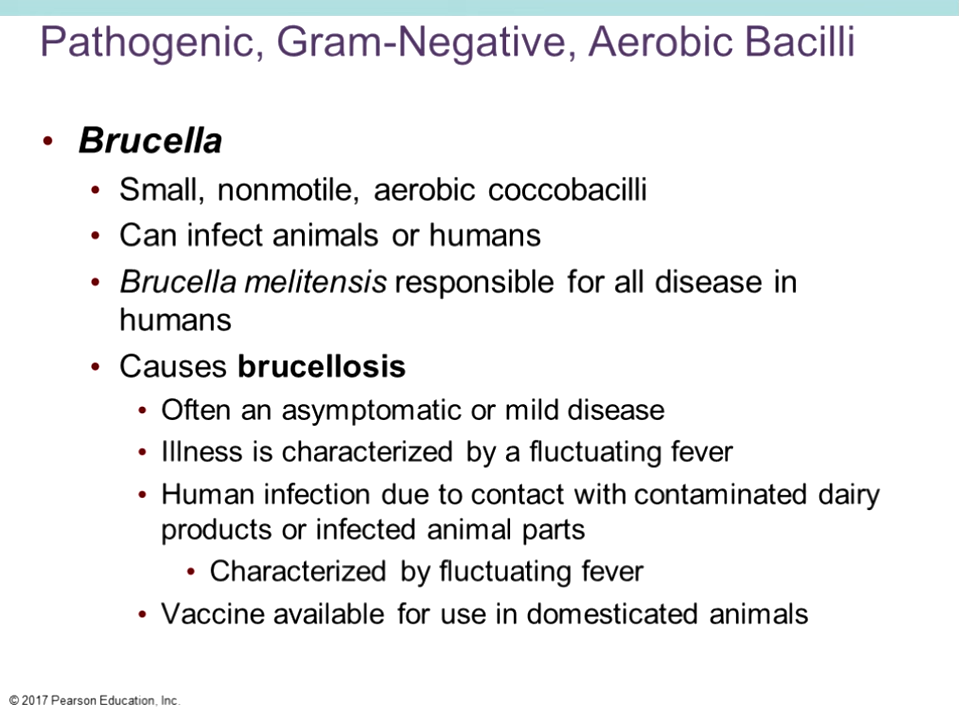 Pathogenic, Gram-Negative, Aerobic Bacilli
• Brucella
• Small, nonmotile, aerobic coccobacilli
• Can infect animals or humans
• Brucella melitensis responsible for all disease in
humans
• Causes brucellosis
• Often an asymptomatic or mild disease
• Illness is characterized by a fluctuating fever
• Human infection due to contact with contaminated dairy
products or infected animal parts
• Characterized by fluctuating fever
• Vaccine available for use in domesticated animals
© 2017 Pearson Education, Inc.